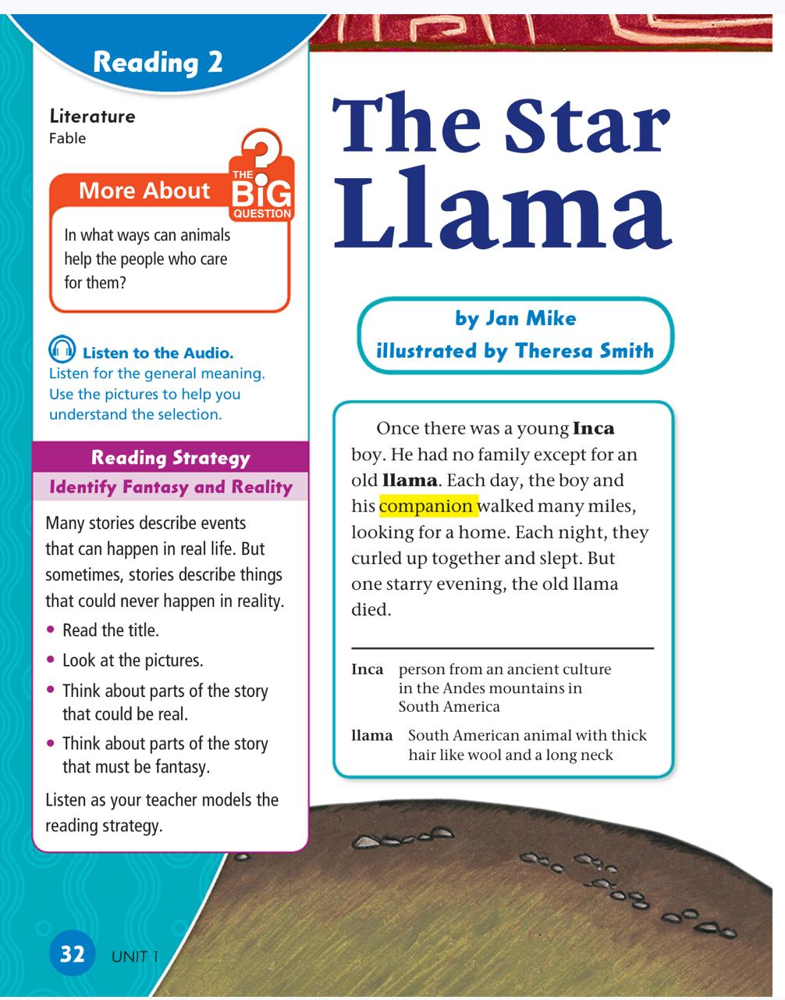 Reading 2
Literature
Fable
More About
THE
BiG
QUESTION
In what ways can animals
help the people who care
for them?
Listen to the Audio.
Listen for the general meaning.
Use the pictures to help you
understand the selection.
Reading Strategy
Identify Fantasy and Reality
Many stories describe events
that can happen in real life. But
sometimes, stories describe things
that could never happen in reality.
• Read the title.
• Look at the pictures.
• Think about parts of the story
that could be real.
• Think about parts of the story
that must be fantasy.
Listen as your teacher models the
reading strategy.
The Star
Llama
by Jan Mike
illustrated by Theresa Smith
Once there was a young Inca
boy. He had no family except for an
old llama. Each day, the boy and
his companion walked many miles,
looking for a home. Each night, they
curled up together and slept. But
one starry evening, the old llama
died.
Inca person from an ancient culture
in the Andes mountains in
South America
llama South American animal with thick
hair like wool and a long neck
32 UNIT 1